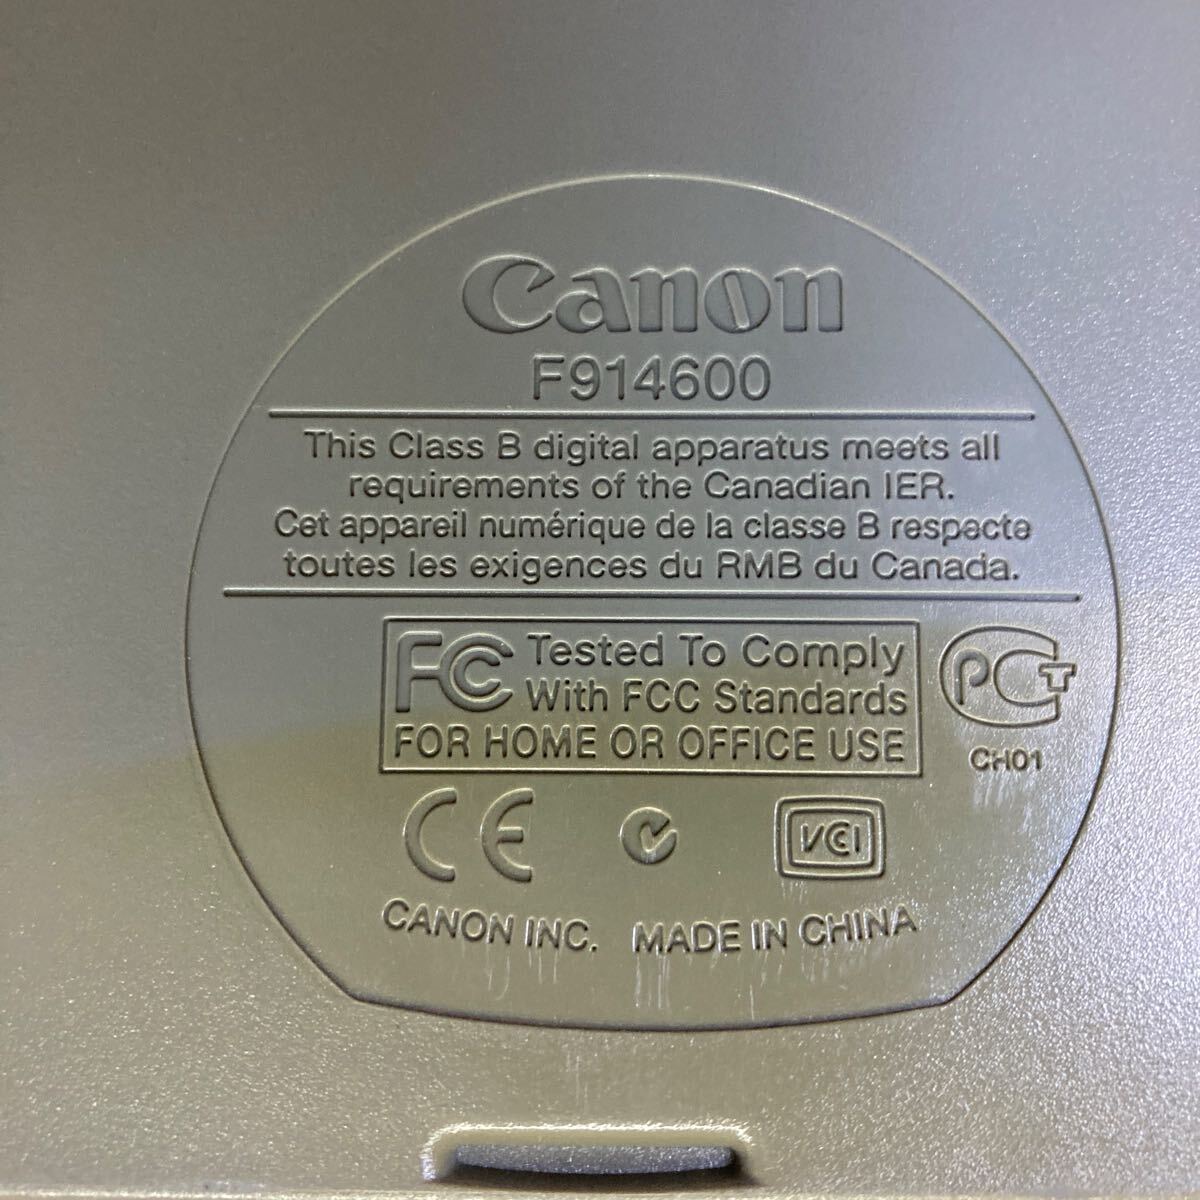 Canon
F914600
This Class B digital apparatus meets all
requirements of the Canadian IER.
Cet appareil numérique de la classe B respecte
toutes les exigences du RMB du Canada.
FC Tested To Comply
With FCC Standards
FOR HOME OR OFFICE USE
PCT
CH01
CE
VCCI
CANON INC. MADE IN CHINA